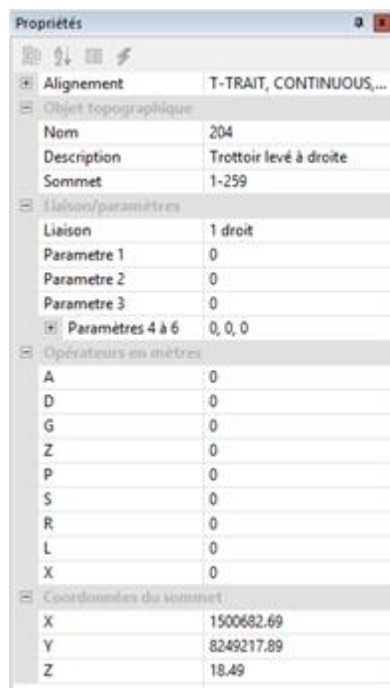 Propriétés
Alignement T-TRAIT, CONTINUOUS,...
Objet topographique
Nom 204
Description Trottoir levé à droite
Sommet 1-259
Liaison/paramètres
Liaison 1 droit
Parametre 1 0
Parametre 2 0
Parametre 3 0
Paramètres 4 à 6 0, 0, 0
Opérateurs en mètres
A 0
D 0
G 0
Z 0
P 0
S 0
R 0
L 0
X 0
Coordonnées du sommet
X 1500682.69
Y 8249217.89
Z 18.49